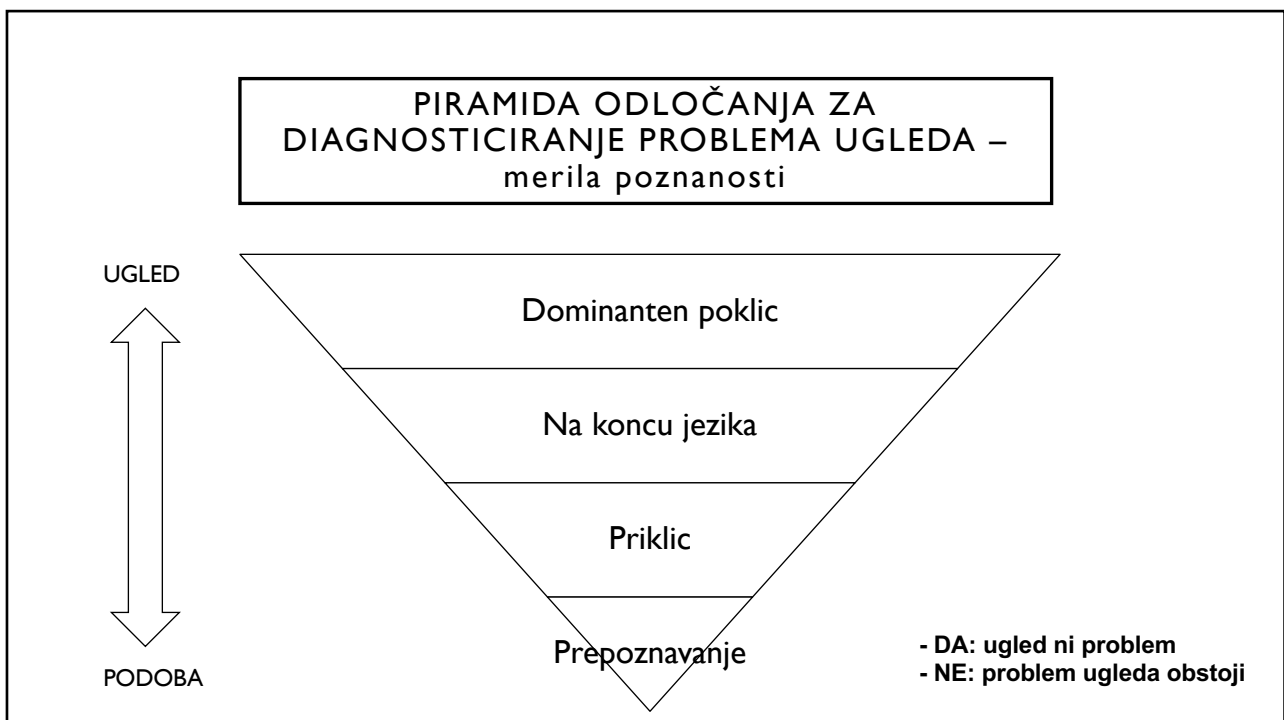 PIRAMIDA ODLOČANJA ZA
DIAGNOSTICIRANJE PROBLEMA UGLEDA –
merila poznanosti
UGLED
Dominanten poklic
Na koncu jezika
Priklic
Prepoznavanje
PODOBA
- DA: ugled ni problem
- NE: problem ugleda obstoji